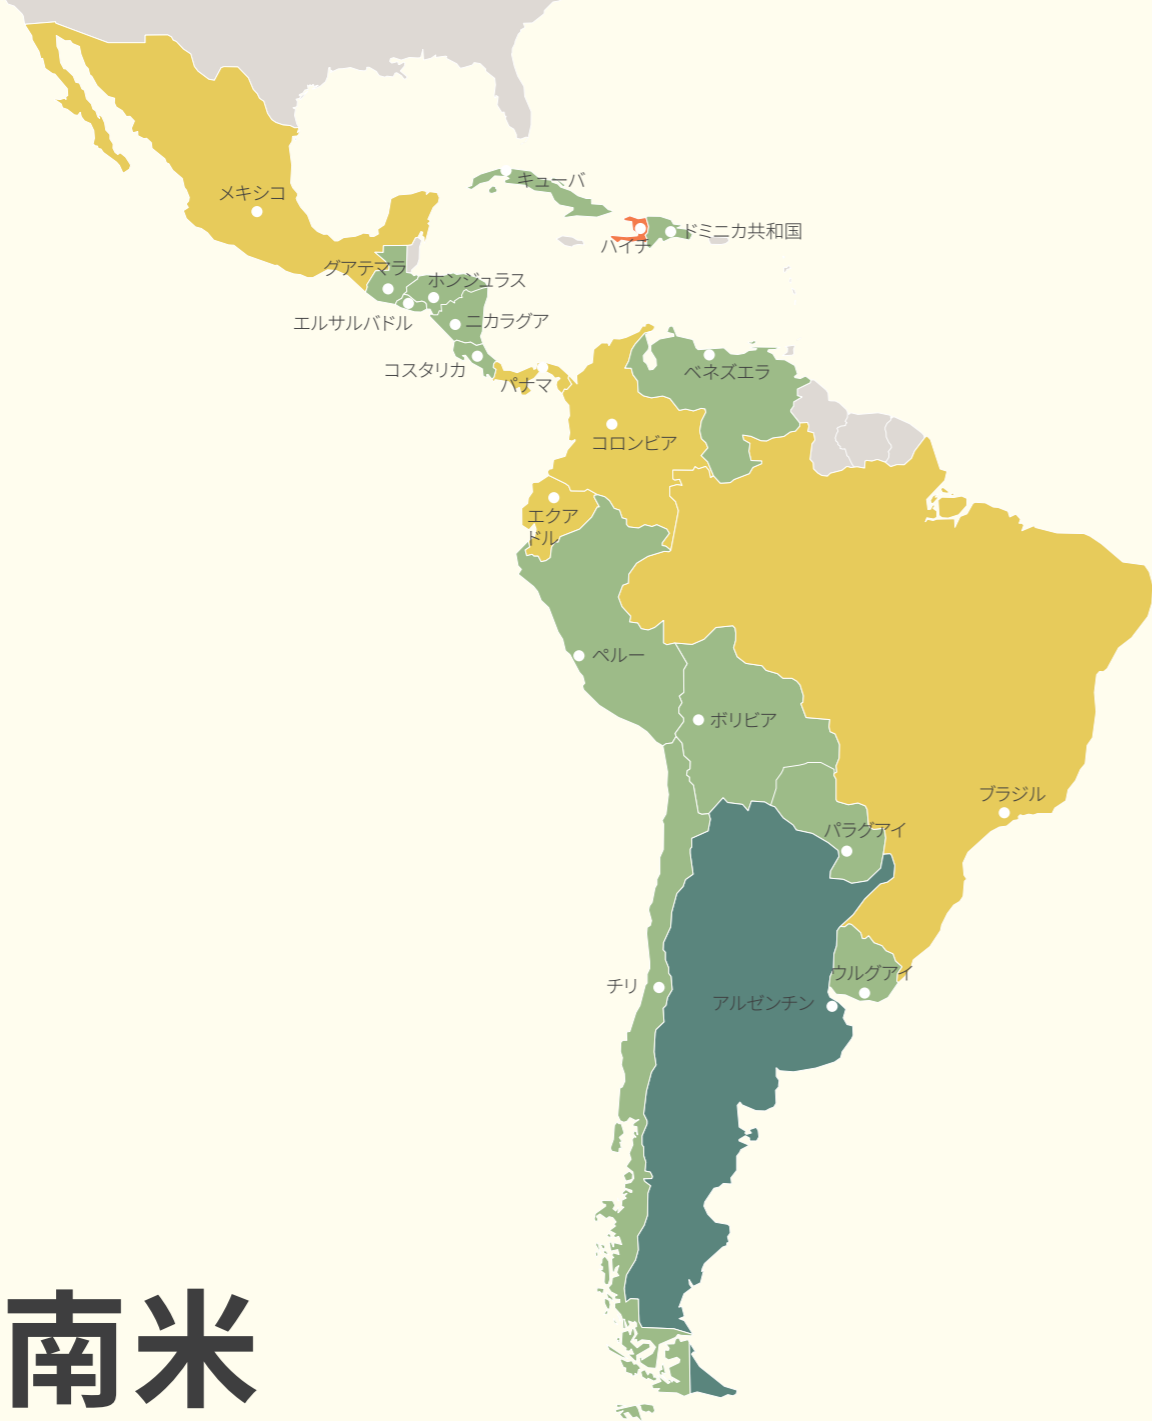 キューバ
メキシコ
ドミニカ共和国
ハイチ
グアテマラ
ホンジュラス
エルサルバドル
ニカラグア
コスタリカ
パナマ
ベネズエラ
コロンビア
エクア
ドル
ペルー
ボリビア
ブラジル
パラグアイ
ウルグアイ
チリ
アルゼンチン
南米